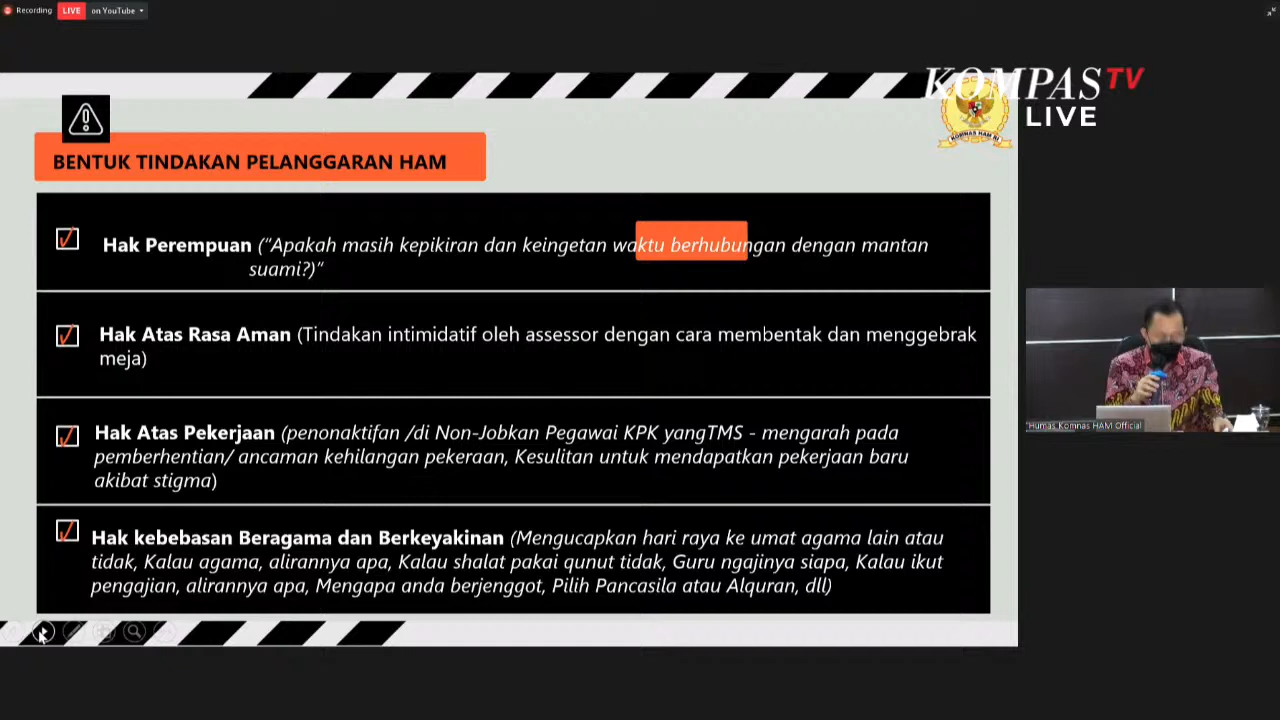 Recording
LIVE
on YouTube
KOMPASTV
LIVE
KOMNAS HAM RI
BENTUK TINDAKAN PELANGGARAN HAM
Hak Perempuan (“Apakah masih kepikiran dan keingetan waktu berhubungan dengan mantan
suami?)”
Hak Atas Rasa Aman (Tindakan intimidatif oleh assessor dengan cara membentak dan menggebrak
meja)
Hak Atas Pekerjaan (penonaktifan /di Non-Jobkan Pegawai KPK yangTMS - mengarah pada
pemberhentian/ ancaman kehilangan pekeraan, Kesulitan untuk mendapatkan pekerjaan baru
akibat stigma)
Hak kebebasan Beragama dan Berkeyakinan (Mengucapkan hari raya ke umat agama lain atau
tidak, Kalau agama, alirannya apa, Kalau shalat pakai qunut tidak, Guru ngajinya siapa, Kalau ikut
pengajian, alirannya apa, Mengapa anda berjenggot, Pilih Pancasila atau Alquran, dll)
Humas Komnas HAM Official